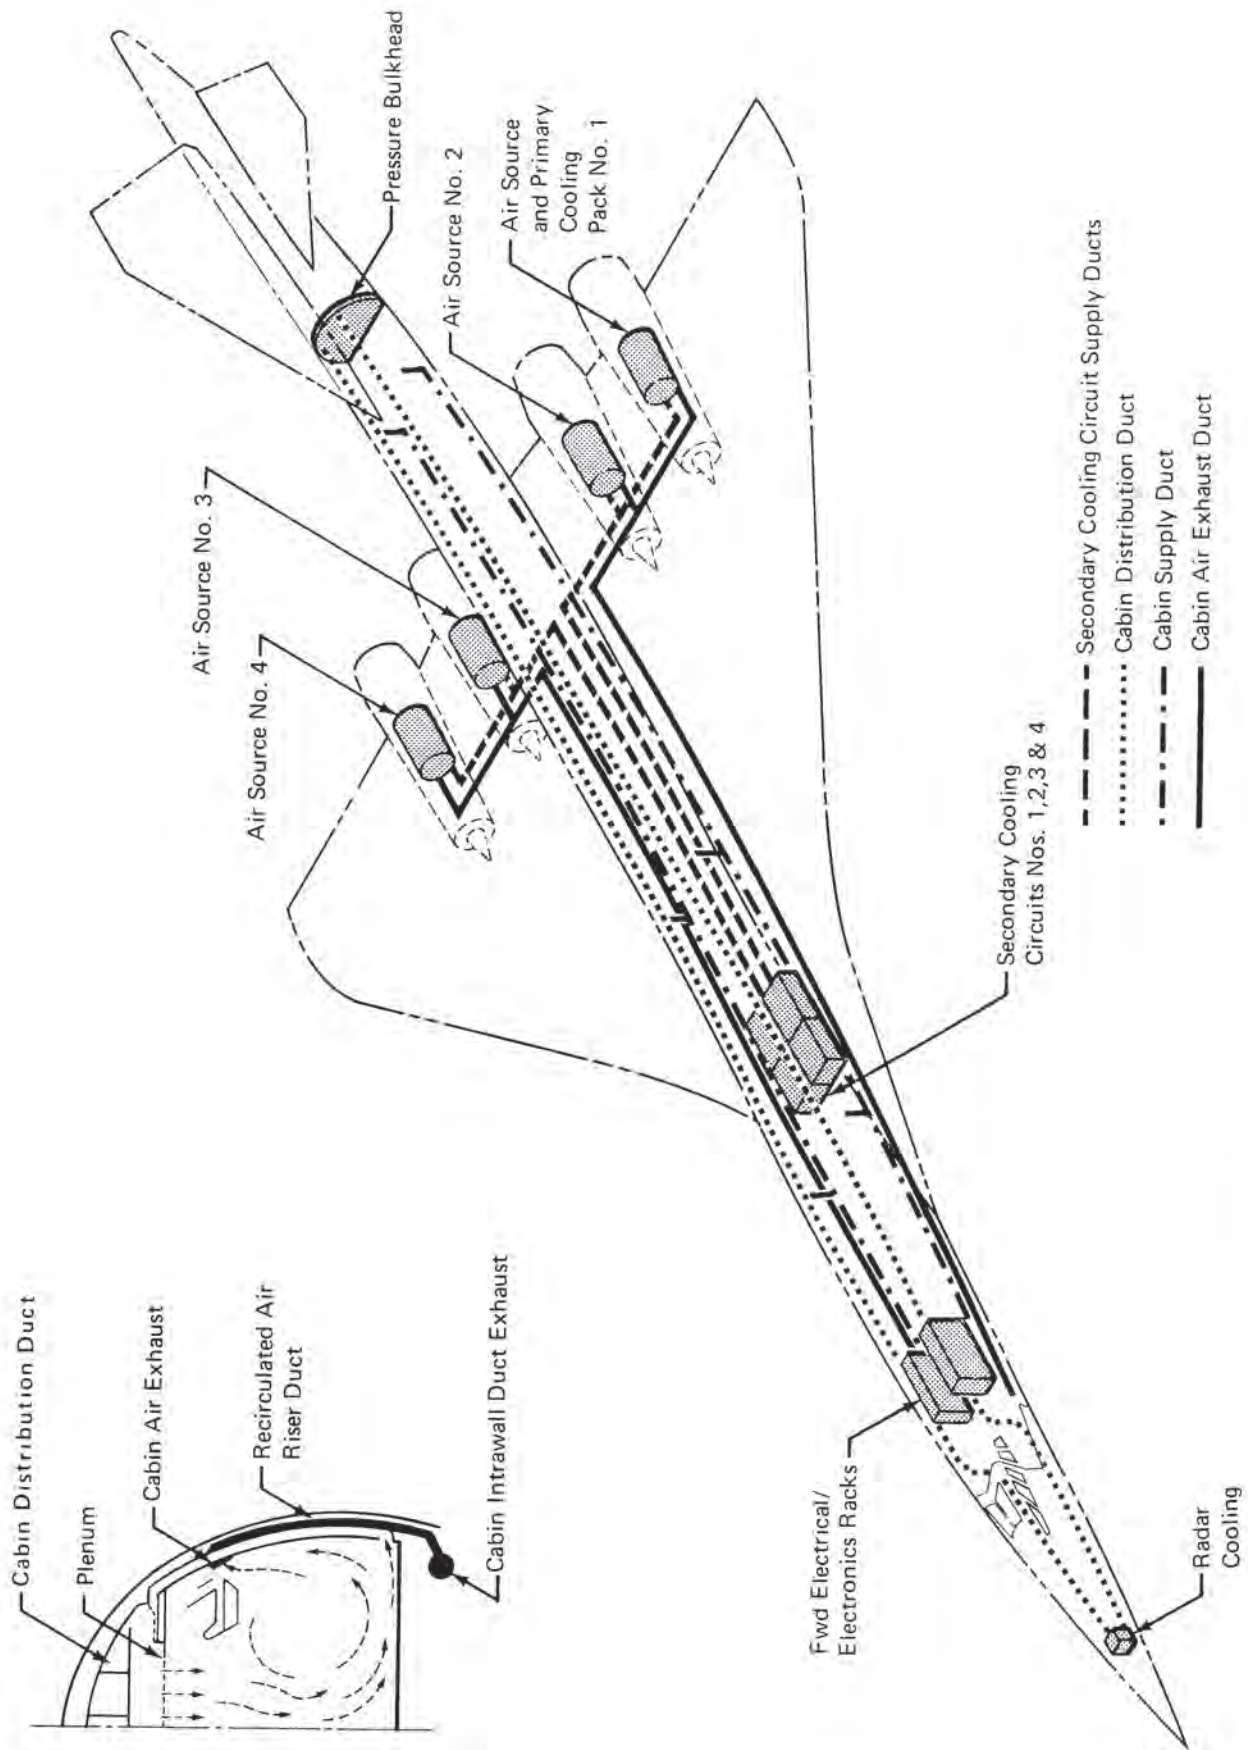 Cabin Distribution Duct
Plenum
Cabin Air Exhaust
Recirculated Air
Riser Duct
Cabin Intrawall Duct Exhaust
Air Source No. 4
Air Source No. 3
Pressure Bulkhead
Air Source No. 2
Air Source
and Primary
Cooling
Pack No. 1
Fwd Electrical/
Electronics Racks
Radar
Cooling
Secondary Cooling
Circuits Nos. 1,2,3 & 4
Secondary Cooling Circuit Supply Ducts
Cabin Distribution Duct
Cabin Supply Duct
Cabin Air Exhaust Duct